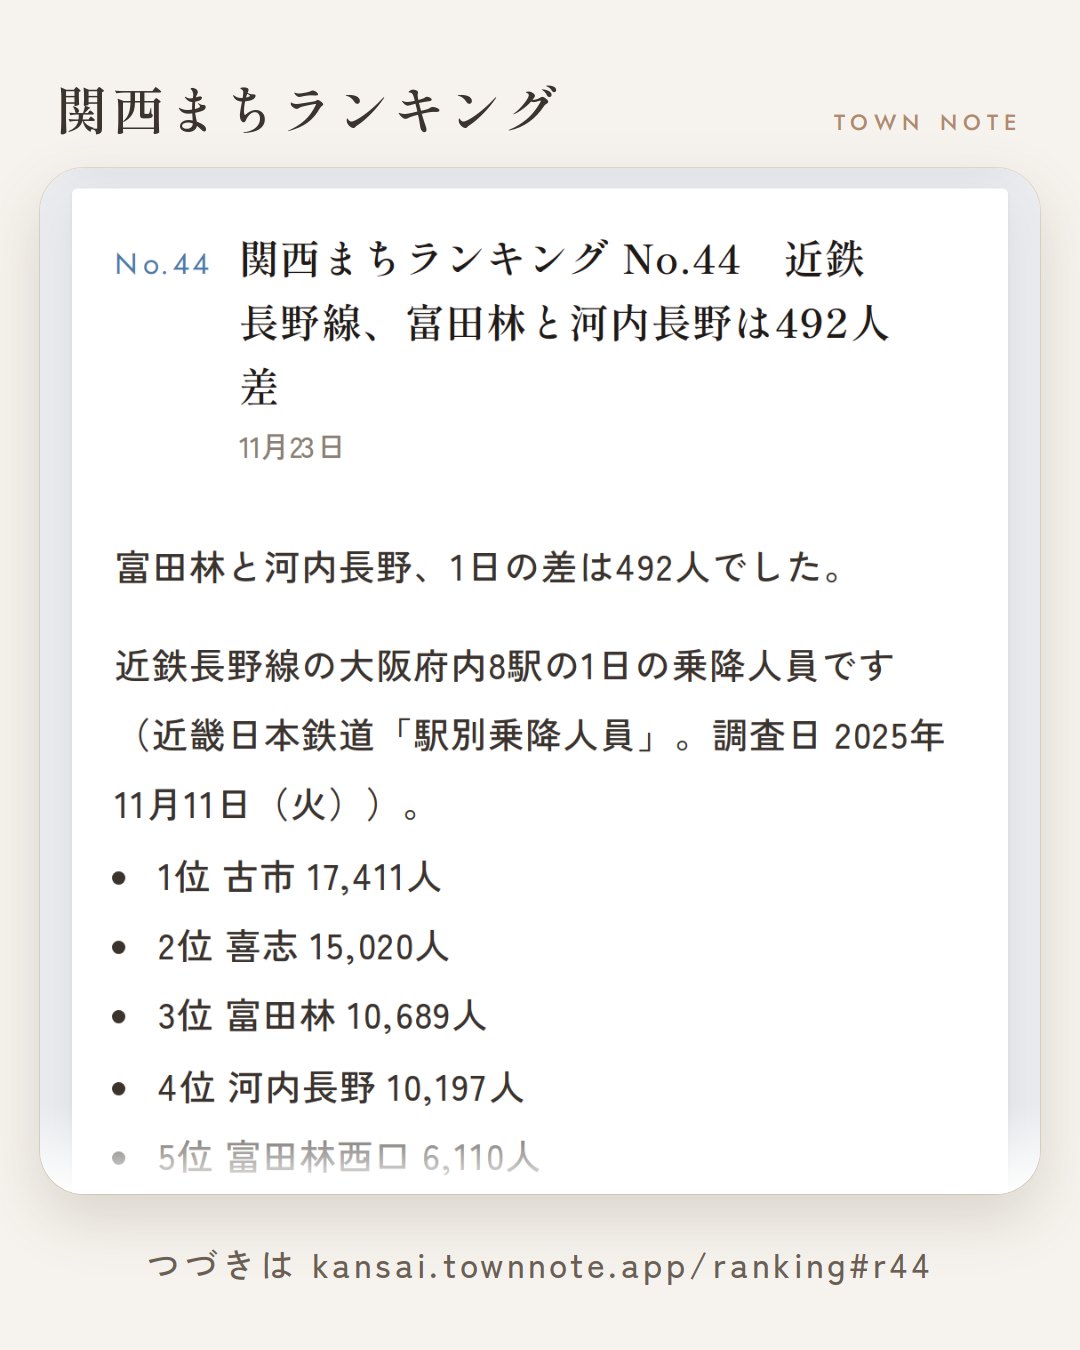 関西まちランキング
TOWN NOTE
No.44
関西まちランキング No.44　近鉄
長野線、富田林と河内長野は492人
差
11月23日
富田林と河内長野、1日の差は492人でした。
近鉄長野線の大阪府内8駅の1日の乗降人員です
（近畿日本鉄道「駅別乗降人員」。調査日 2025年
11月11日（火））。
• 1位 古市 17,411人
• 2位 喜志 15,020人
• 3位 富田林 10,689人
• 4位 河内長野 10,197人
• 5位 富田林西口 6,110人
つづきは kansai.townnote.app/ranking#r44